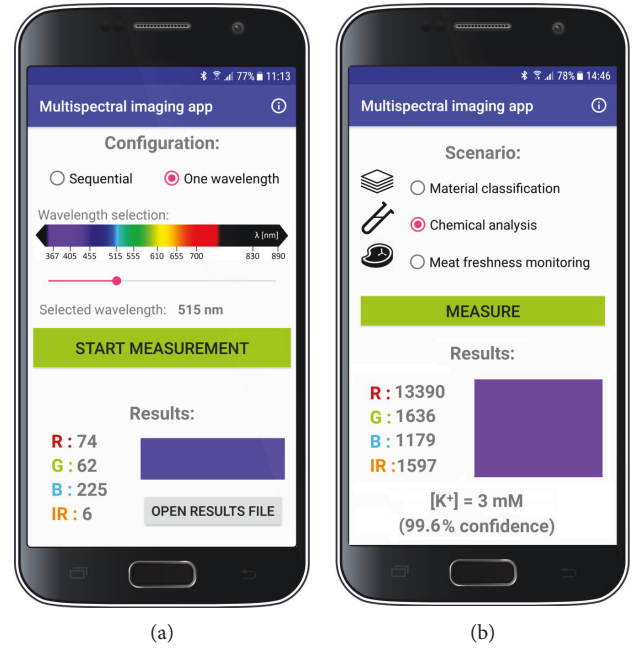 77% 11:13
Multispectral imaging app
Configuration:
Sequential One wavelength
Wavelength selection:
λ [nm]
367 405 455 515 555 610 655 700 830 890
Selected wavelength: 515 nm
START MEASUREMENT
Results:
R : 74
G : 62
B : 225
IR : 6
OPEN RESULTS FILE
(a)
78% 14:46
Multispectral imaging app
Scenario:
Material classification
Chemical analysis
Meat freshness monitoring
MEASURE
Results:
R : 13390
G : 1636
B : 1179
IR :1597
[K⁺] = 3 mM
(99.6% confidence)
(b)